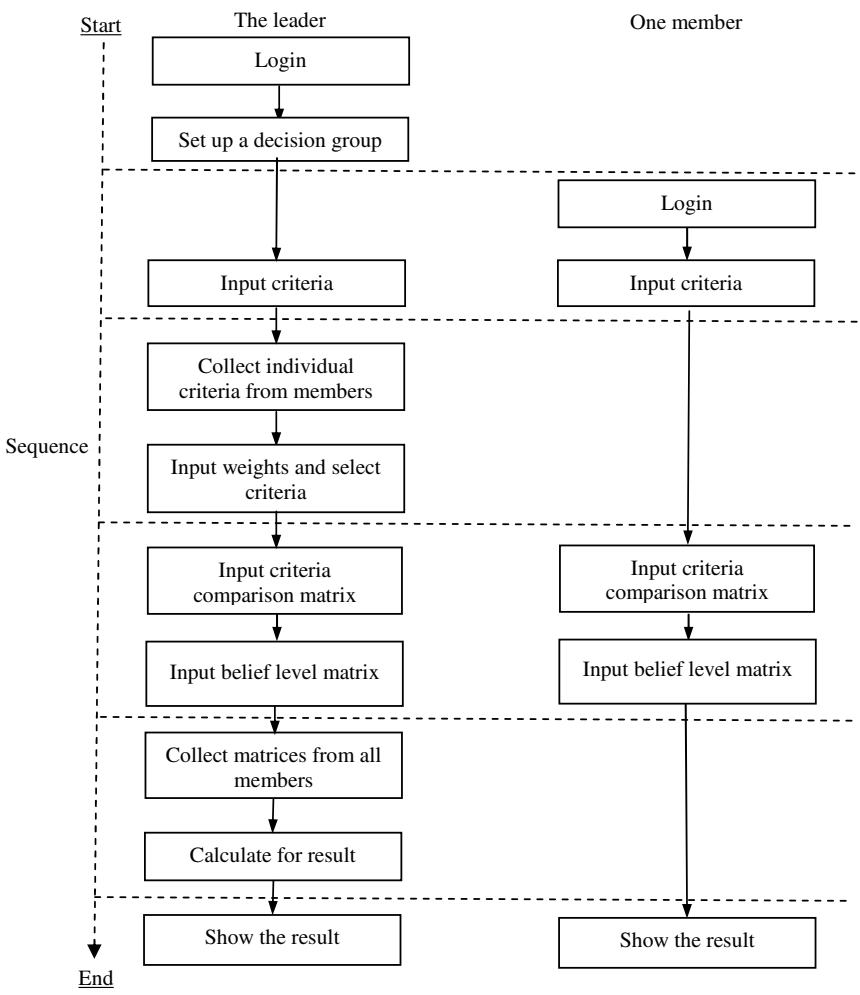 Start
The leader
One member
Login
Set up a decision group
Login
Input criteria
Input criteria
Collect individual
criteria from members
Sequence
Input weights and select
criteria
Input criteria
comparison matrix
Input criteria
comparison matrix
Input belief level matrix
Input belief level matrix
Collect matrices from all
members
Calculate for result
Show the result
Show the result
End